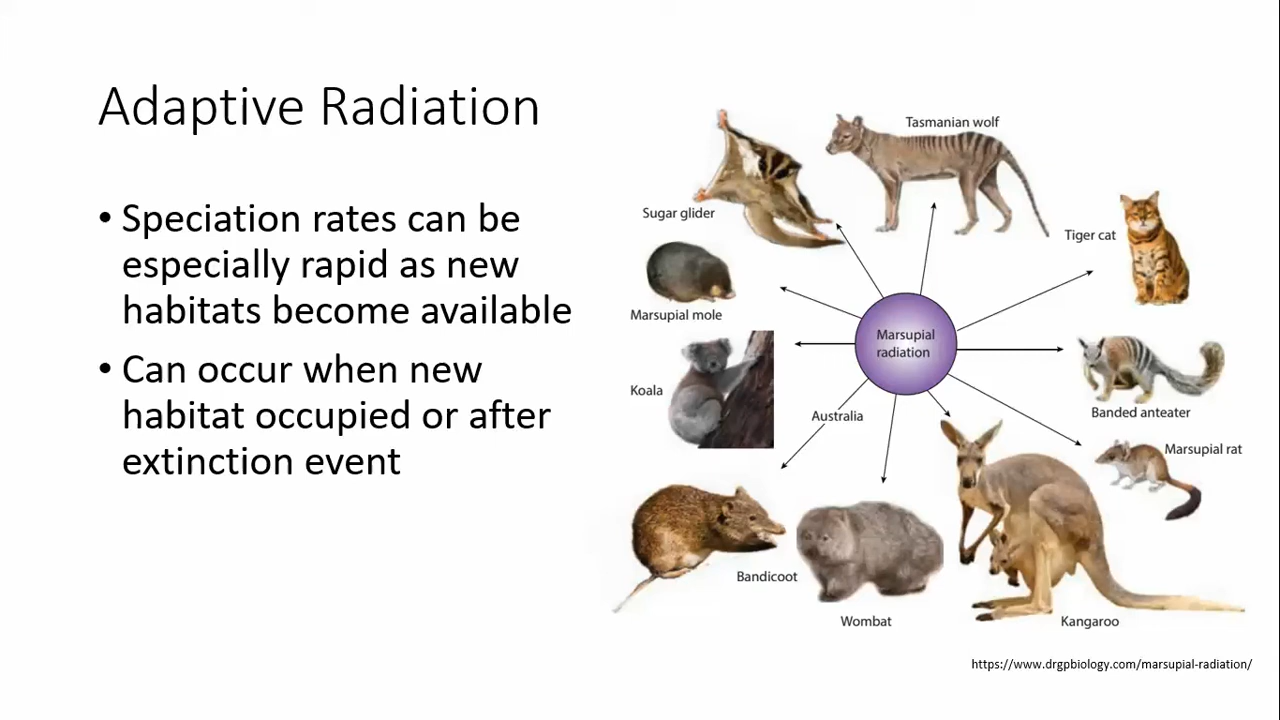 Adaptive Radiation
• Speciation rates can be
especially rapid as new
habitats become available
• Can occur when new
habitat occupied or after
extinction event
Tasmanian wolf
Sugar glider
Tiger cat
Marsupial mole
Marsupial
radiation
Koala
Banded anteater
Australia
Marsupial rat
Bandicoot
Wombat
Kangaroo
https://www.drgpbiology.com/marsupial-radiation/